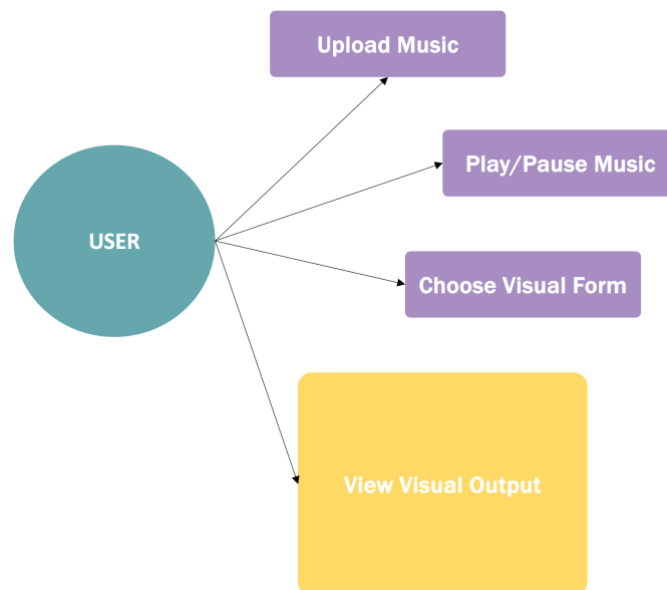 Upload Music
Play/Pause Music
USER
Choose Visual Form
View Visual Output